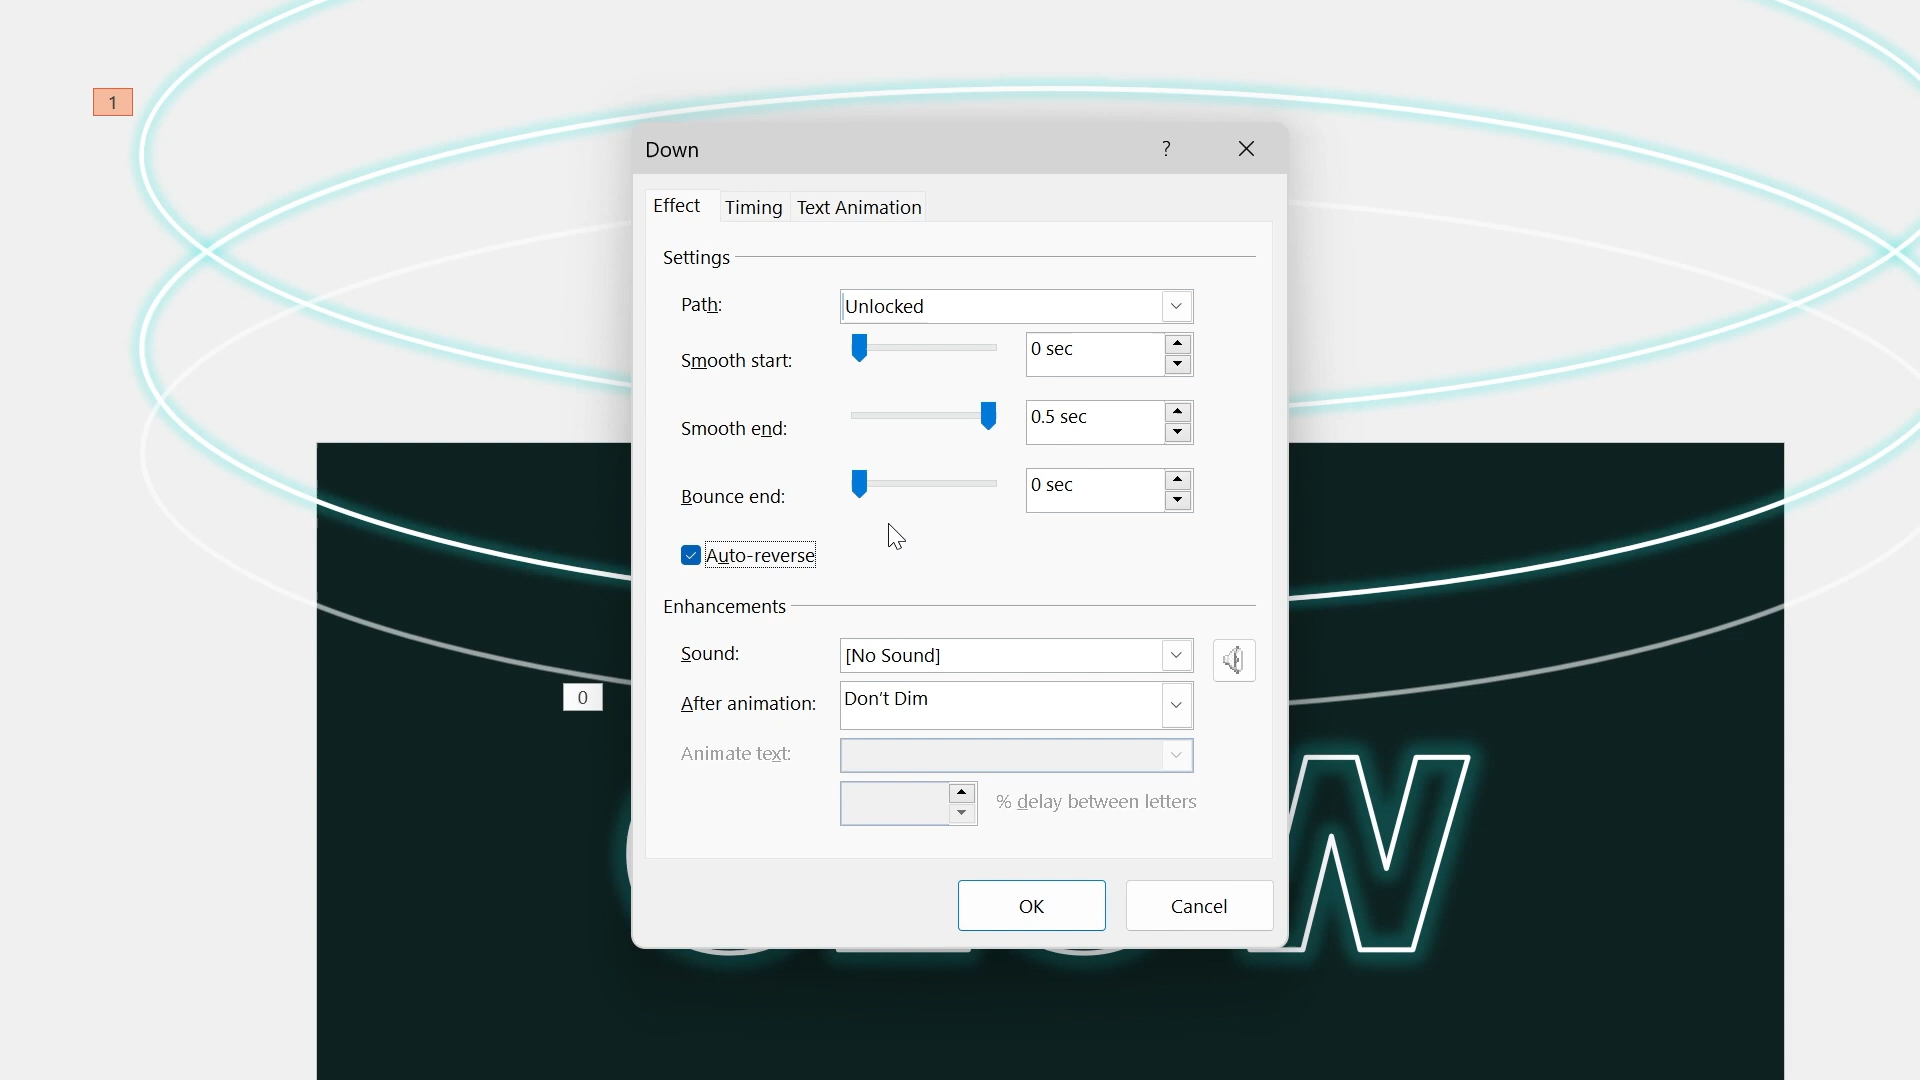 1
Down
?
Effect Timing Text Animation
Settings
Path: Unlocked
Smooth start: 0 sec
Smooth end: 0.5 sec
Bounce end: 0 sec
Auto-reverse
Enhancements
Sound: [No Sound]
0
After animation: Don't Dim
Animate text:
% delay between letters
W
OK Cancel